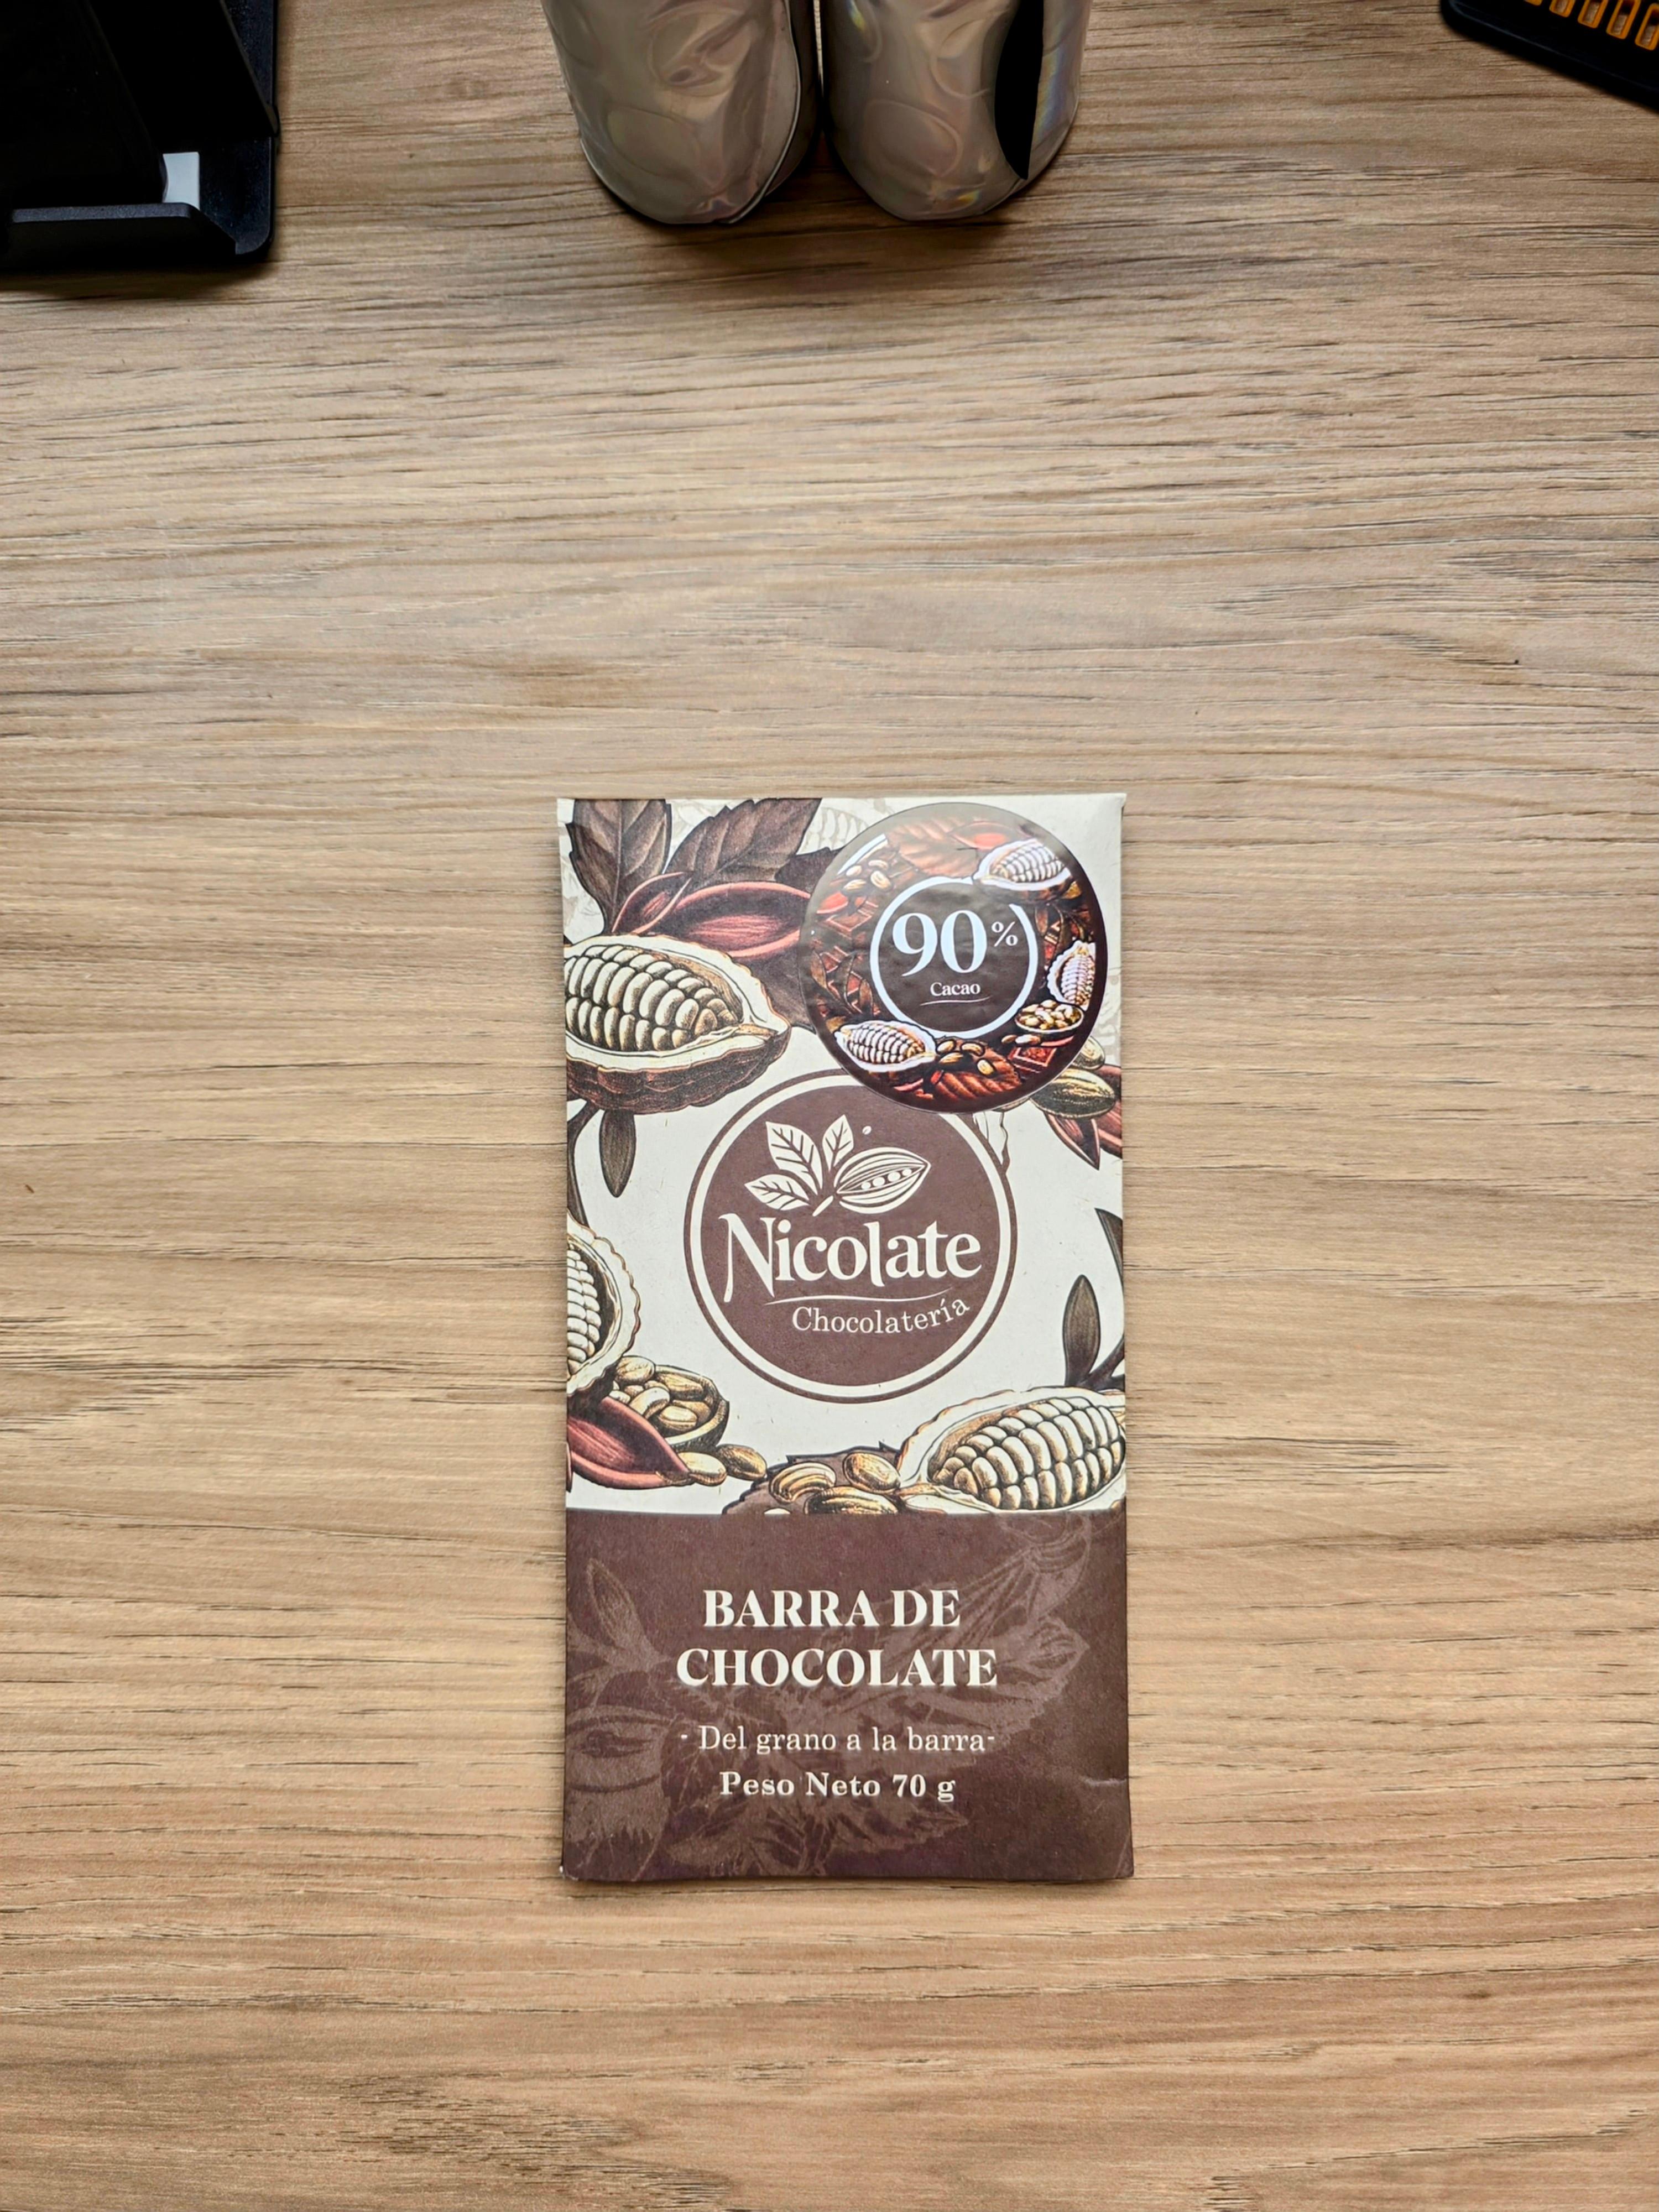 90%
Cacao
Nicolate
Chocolatería
BARRA DE
CHOCOLATE
- Del grano a la barra-
Peso Neto 70 g